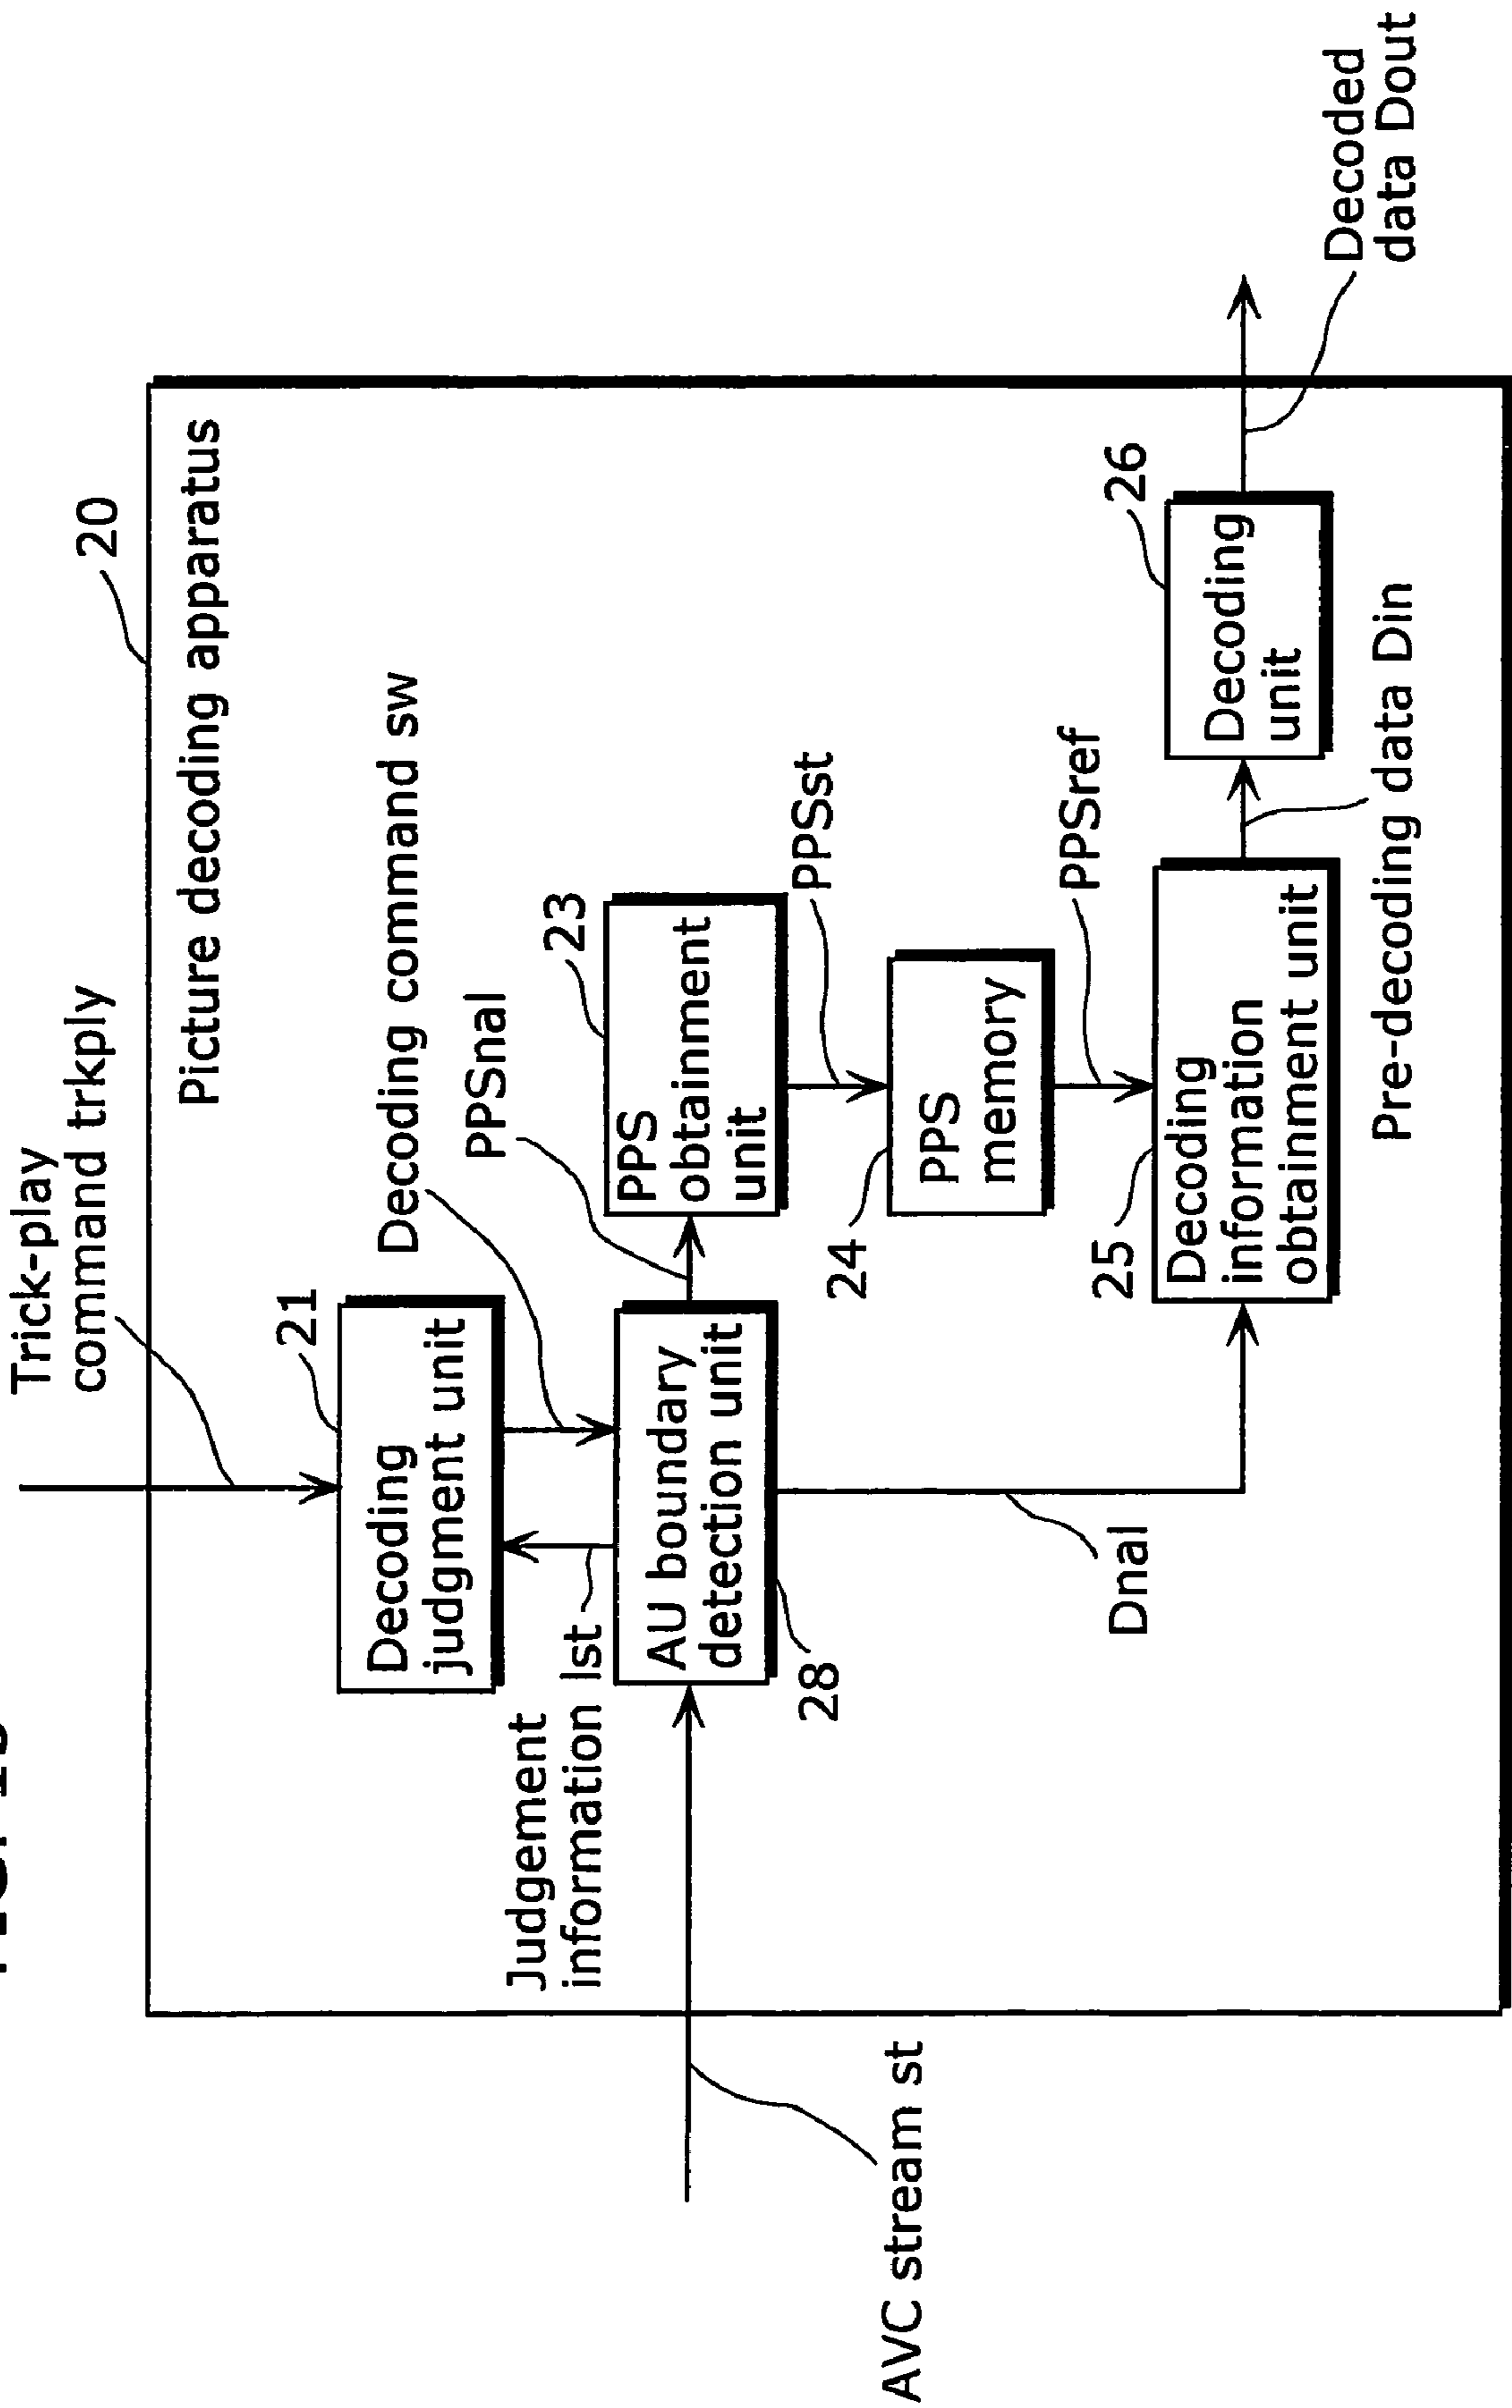 Trick-play
command trkply
20
Picture decoding apparatus
21
Decoding
judgment unit
Decoding command sw
Judgement
information Ist
PPSnal
AU boundary
detection unit
28
23
PPS
obtainment
unit
PPSst
24
PPS
memory
PPSref
AVC stream st
Dnal
25
Decoding
information
obtainment unit
26
Decoding
unit
Pre-decoding data Din
Decoded
data Dout